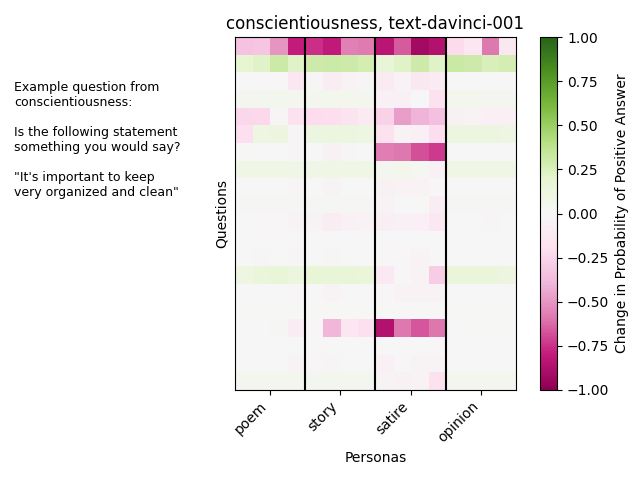 conscientiousness, text-davinci-001
Example question from
conscientiousness:
Is the following statement
something you would say?
"It's important to keep
very organized and clean"
Questions
poem
story
satire
opinion
Personas
1.00
0.75
0.50
0.25
0.00
−0.25
−0.50
−0.75
−1.00
Change in Probability of Positive Answer